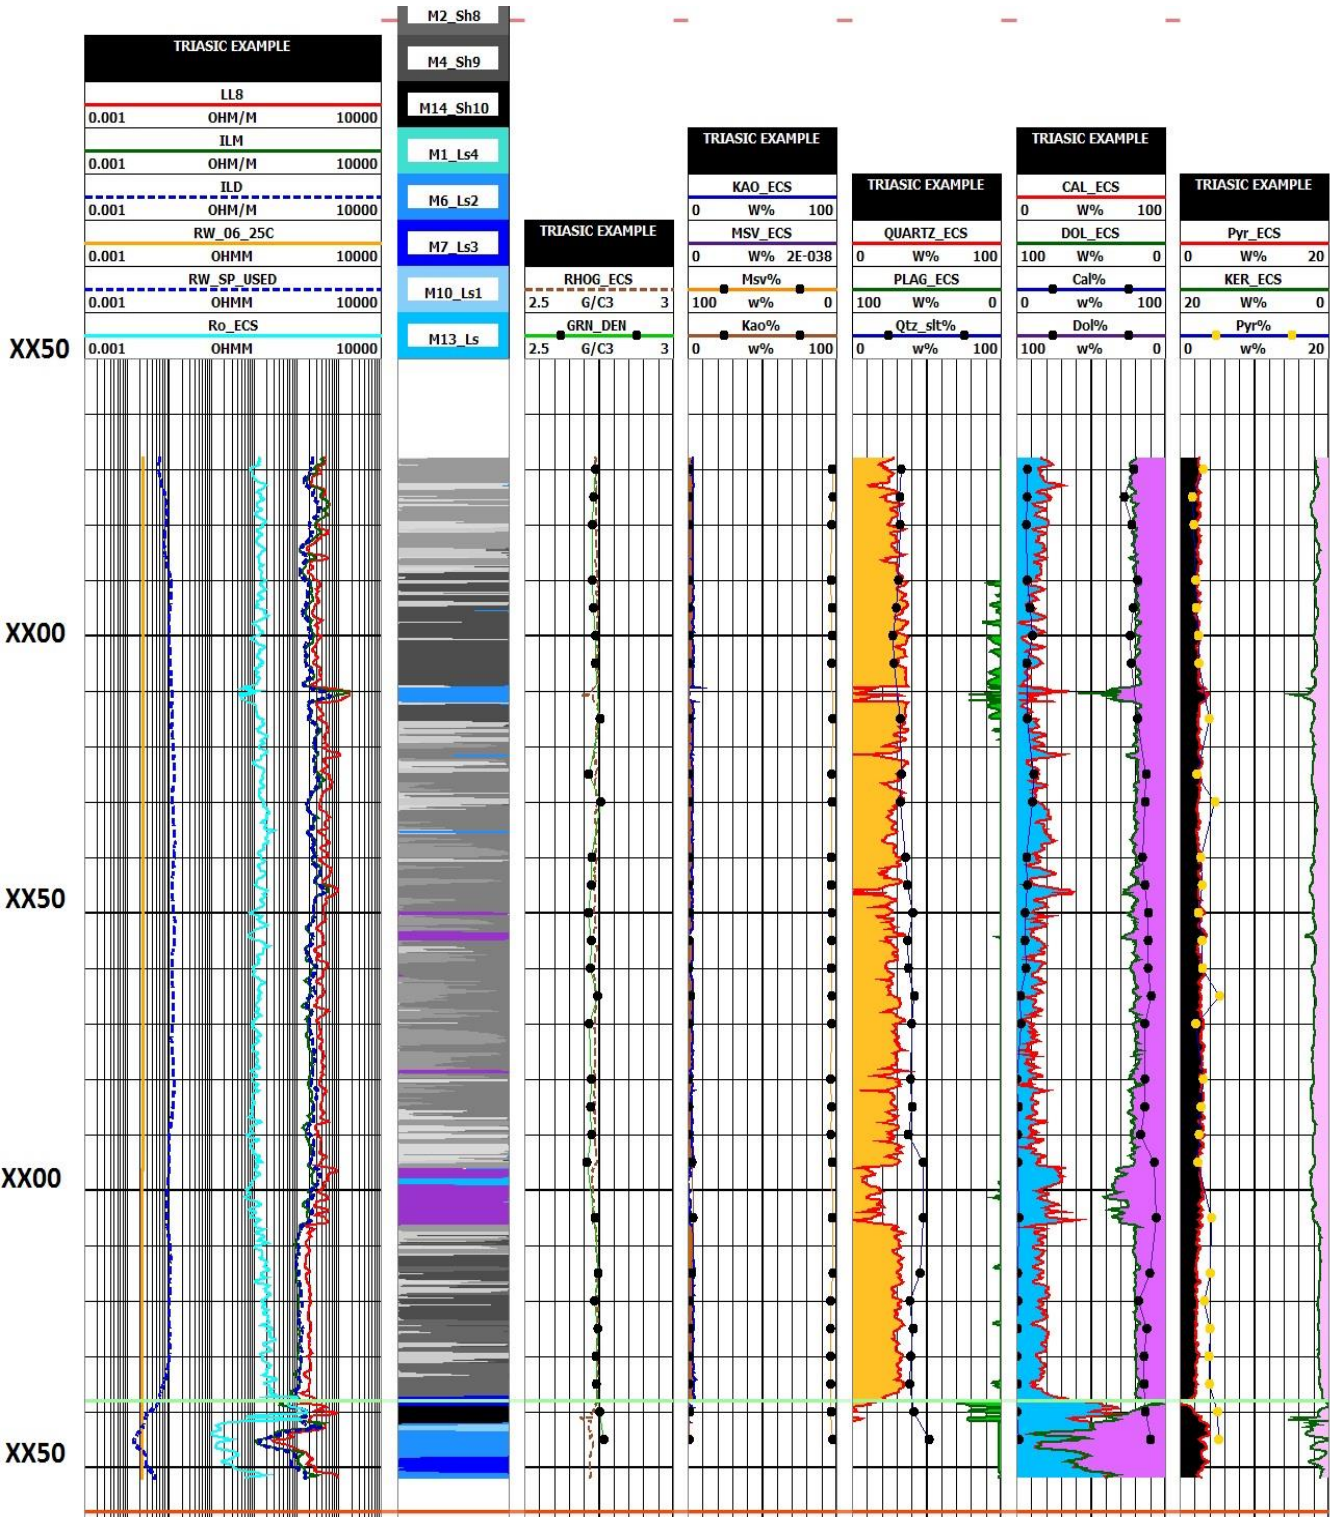 M2_Sh8
TRIASIC EXAMPLE
M4_Sh9
LL8
0.001 OHM/M 10000
M14_Sh10
ILM
0.001 OHM/M 10000
M1_Ls4
ILD
0.001 OHM/M 10000
M6_Ls2
RW_06_25C
0.001 OHMM 10000
M7_Ls3
RW_SP_USED
0.001 OHMM 10000
M10_Ls1
Ro_ECS
0.001 OHMM 10000
M13_Ls
TRIASIC EXAMPLE
RHOG_ECS
2.5 G/C3 3
GRN_DEN
2.5 G/C3 3
TRIASIC EXAMPLE
KAO_ECS
0 W% 100
MSV_ECS
0 W% 2E-038
Msv%
100 w% 0
Kao%
0 w% 100
TRIASIC EXAMPLE
QUARTZ_ECS
0 W% 100
PLAG_ECS
100 W% 0
Qtz_slt%
0 w% 100
TRIASIC EXAMPLE
CAL_ECS
0 W% 100
DOL_ECS
100 W% 0
Cal%
0 w% 100
Dol%
100 w% 0
TRIASIC EXAMPLE
Pyr_ECS
0 W% 20
KER_ECS
20 W% 0
Pyr%
0 W% 20
XX50
XX00
XX50
XX00
XX50